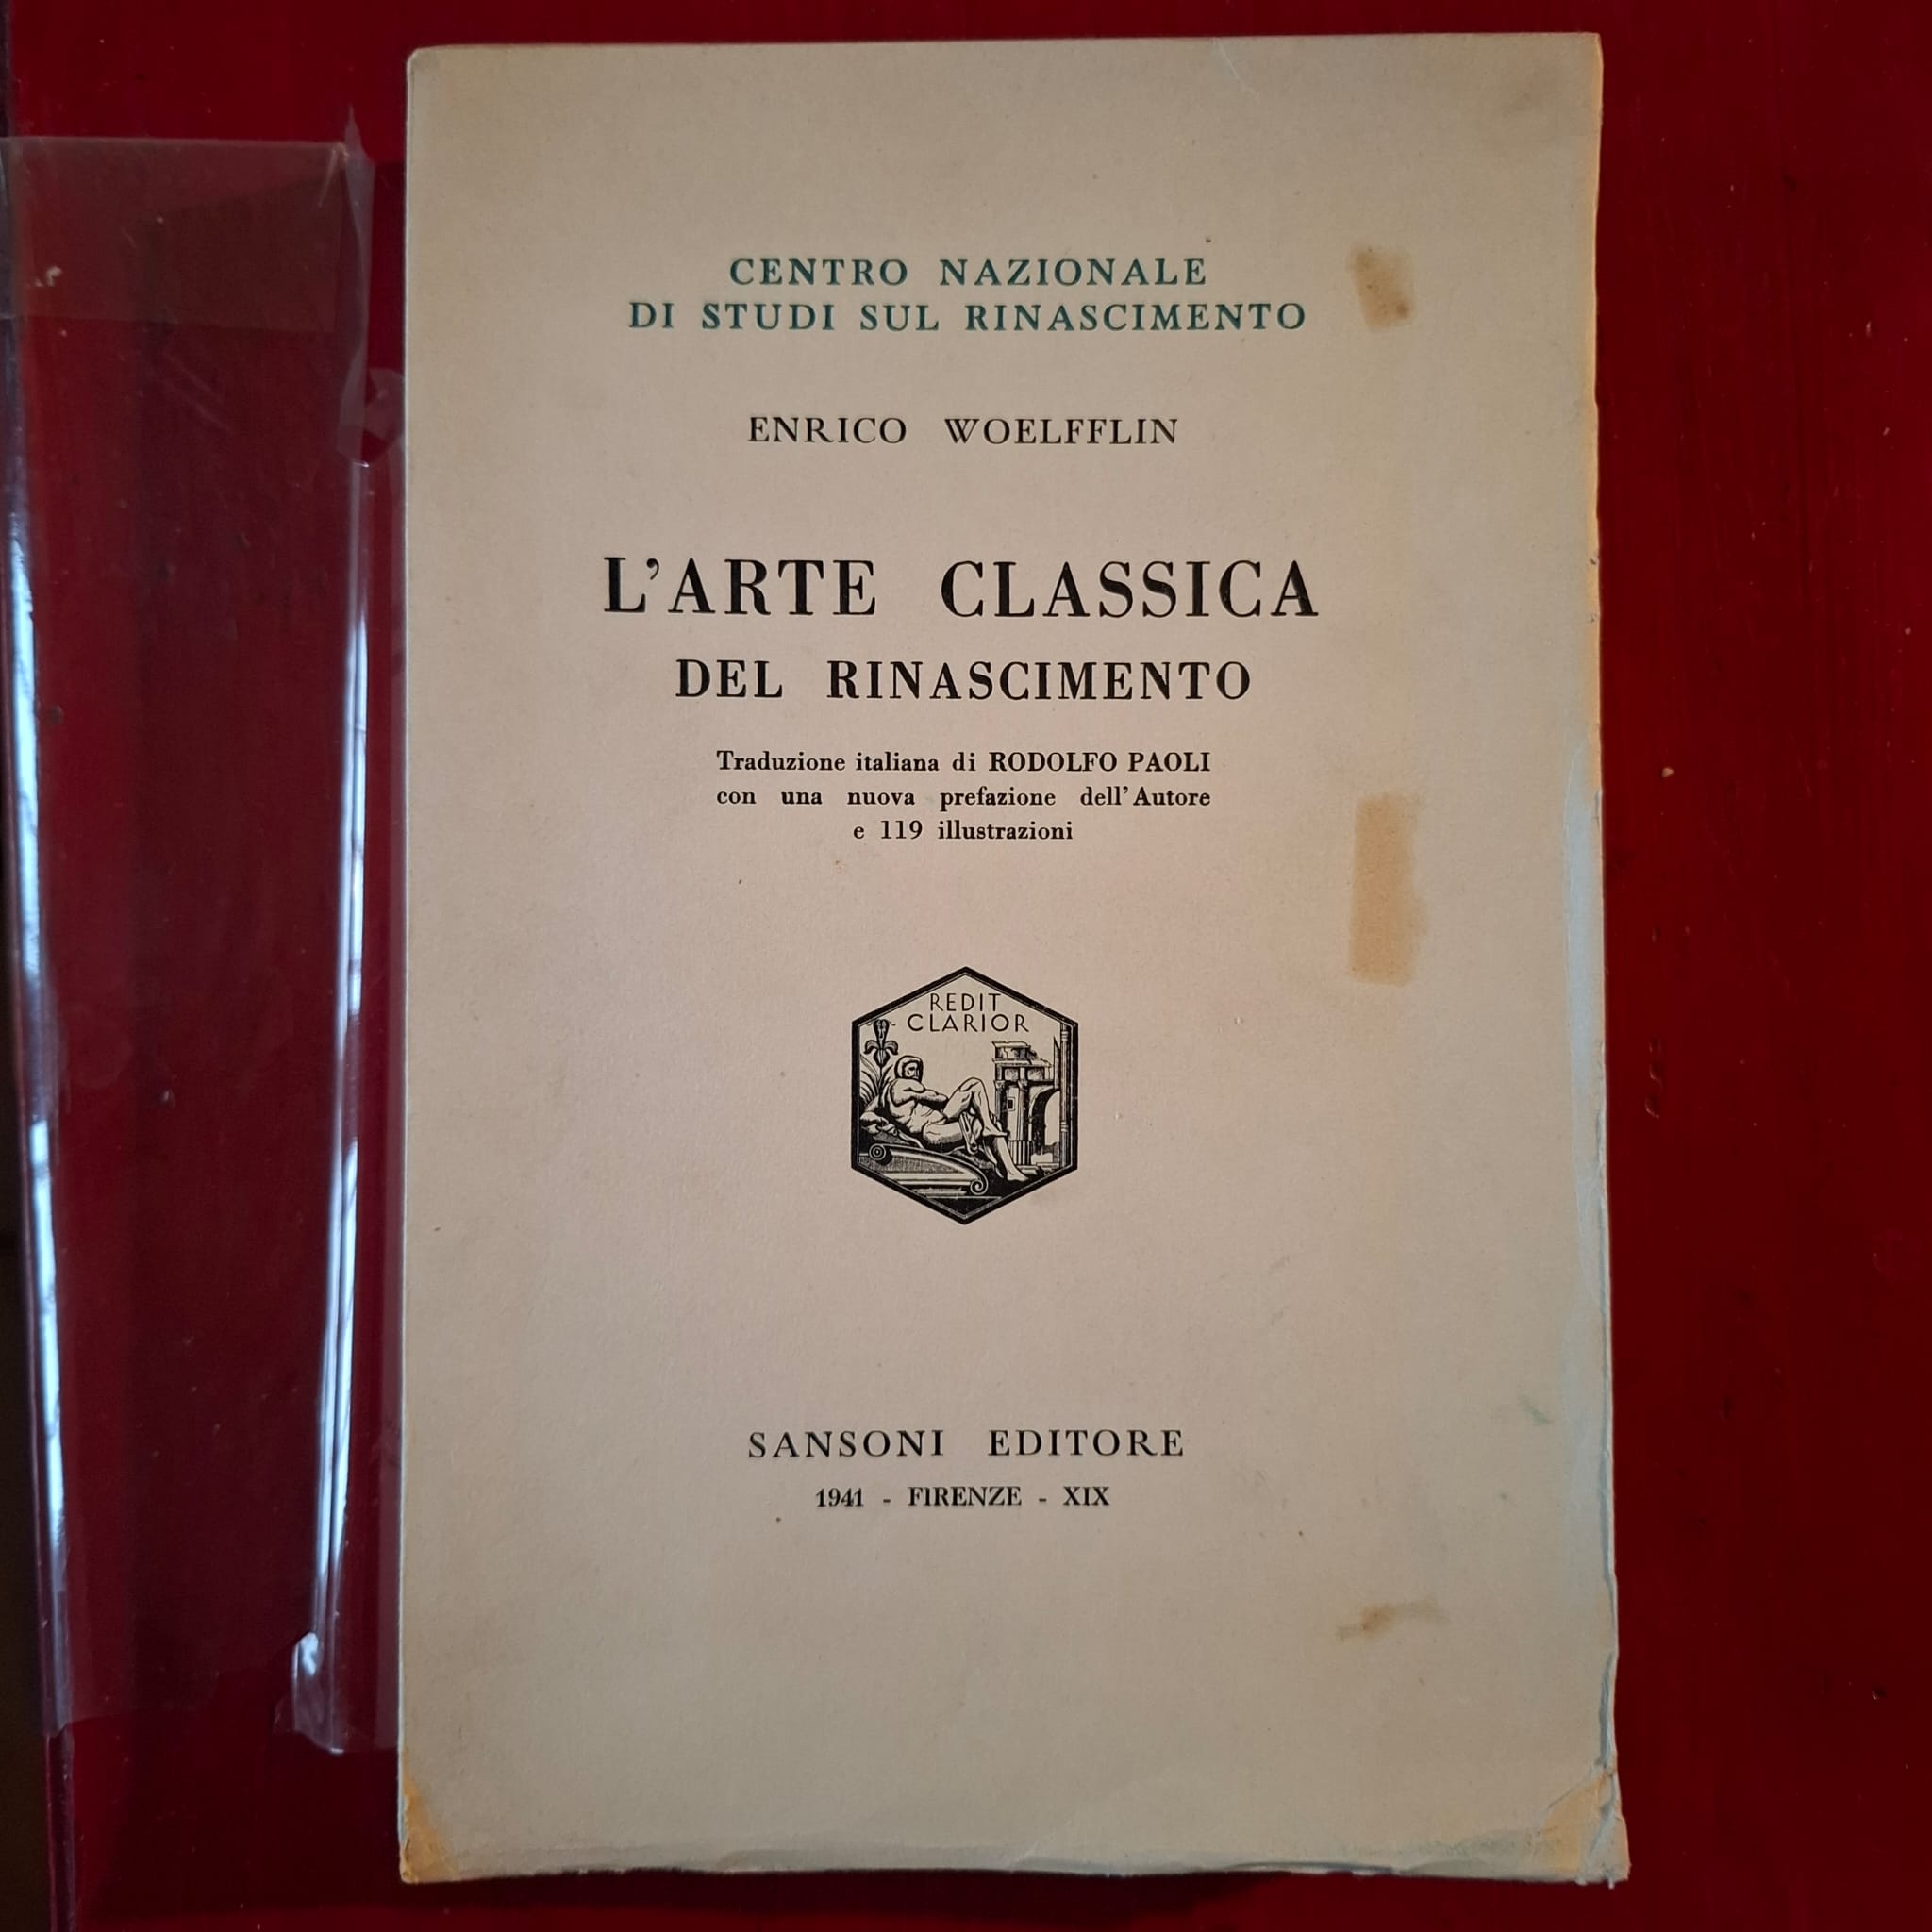 CENTRO NAZIONALE
DI STUDI SUL RINASCIMENTO
ENRICO WOELFFLIN
L'ARTE CLASSICA
DEL RINASCIMENTO
Traduzione italiana di RODOLFO PAOLI
con una nuova prefazione dell'Autore
e 119 illustrazioni
REDIT
CLARIOR
SANSONI EDITORE
1941 - FIRENZE - XIX